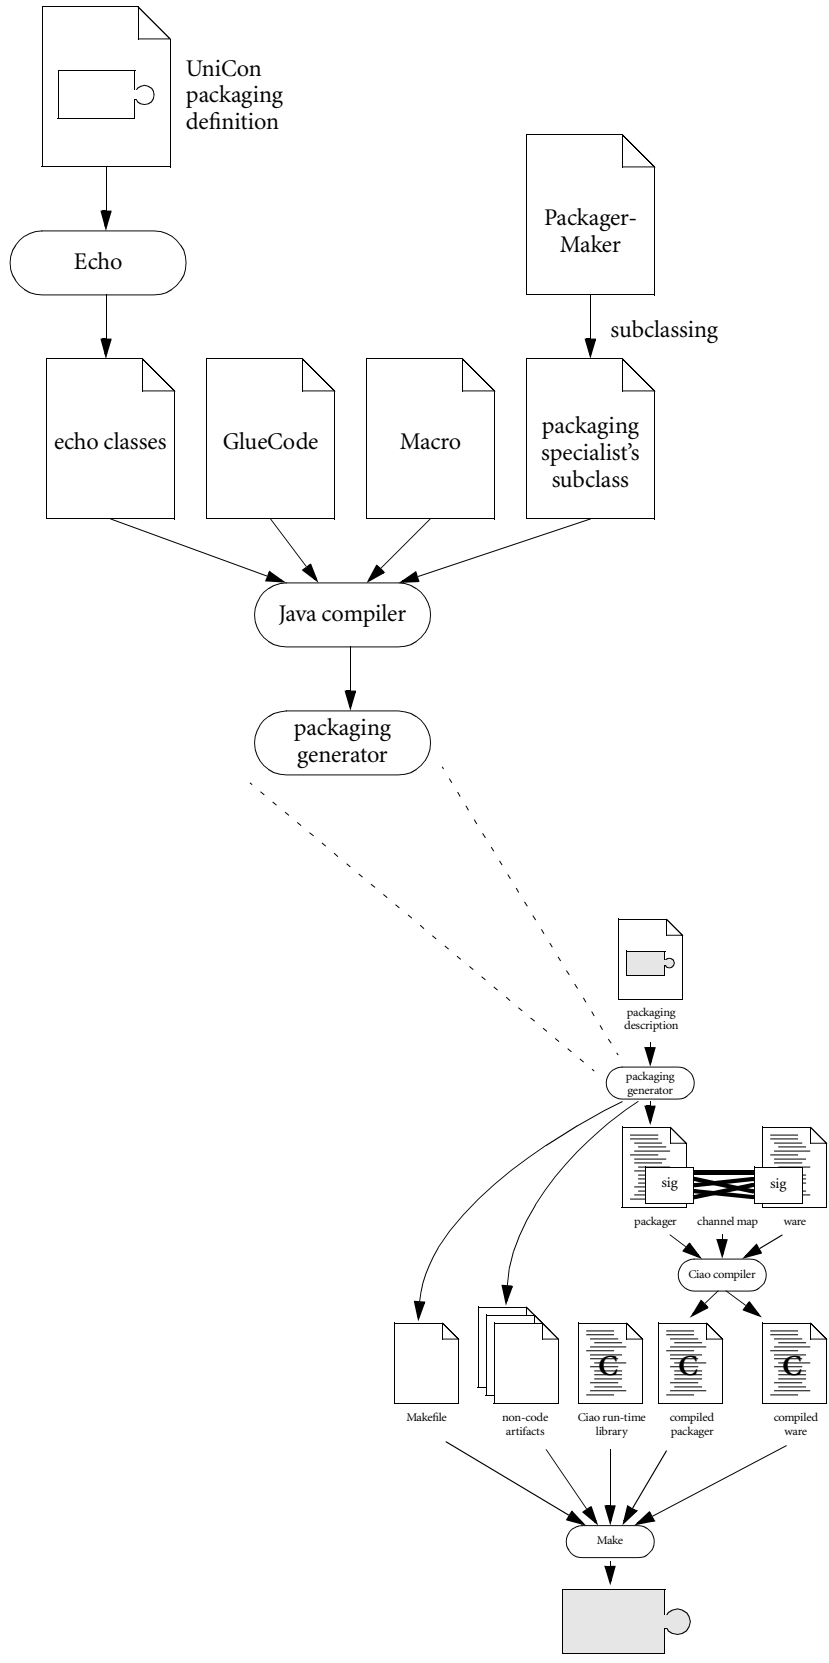 UniCon
packaging
definition
Packager-
Maker
Echo
subclassing
echo classes
GlueCode
Macro
packaging
specialist's
subclass
Java compiler
packaging
generator
packaging
description
packaging
generator
sig
sig
packager
channel map
ware
Ciao compiler
C
C
C
Makefile
non-code
artifacts
Ciao run-time
library
compiled
packager
compiled
ware
Make